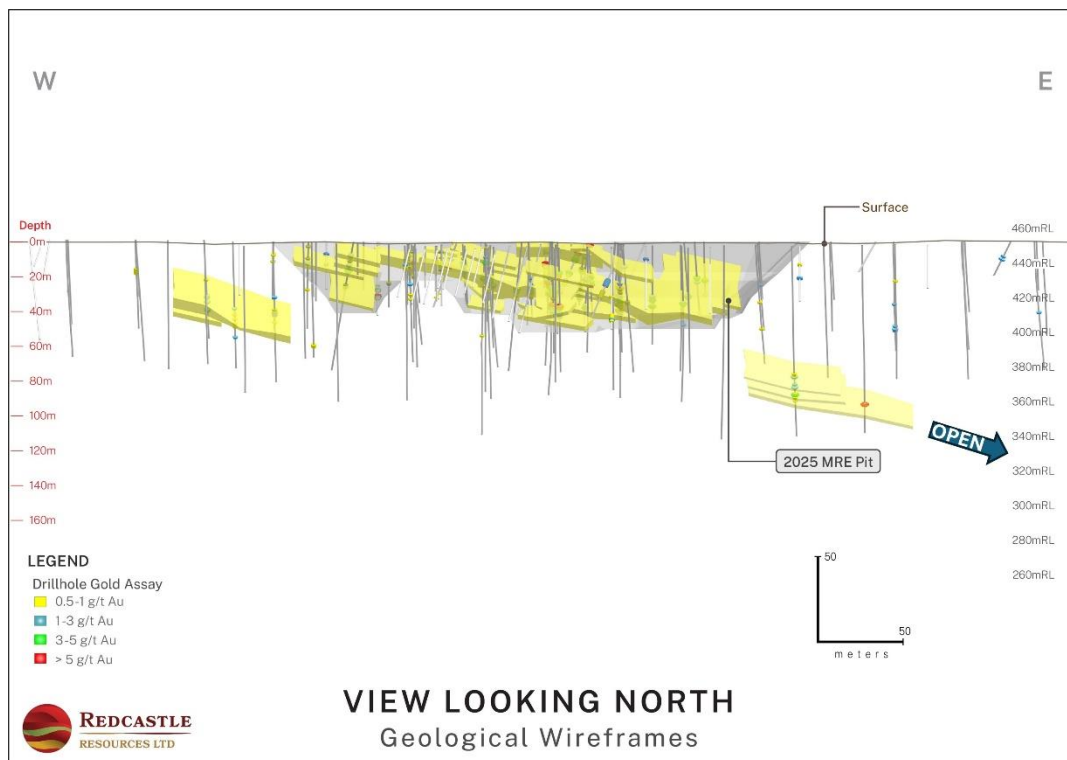 W
E
Surface
Depth
0m
20m
40m
60m
80m
100m
120m
140m
160m
460mRL
440mRL
420mRL
400mRL
380mRL
360mRL
340mRL
320mRL
300mRL
280mRL
260mRL
OPEN
2025 MRE Pit
LEGEND
Drillhole Gold Assay
0.5-1 g/t Au
1-3 g/t Au
3-5 g/t Au
> 5 g/t Au
50
50
meters
REDCASTLE
RESOURCES LTD
VIEW LOOKING NORTH
Geological Wireframes